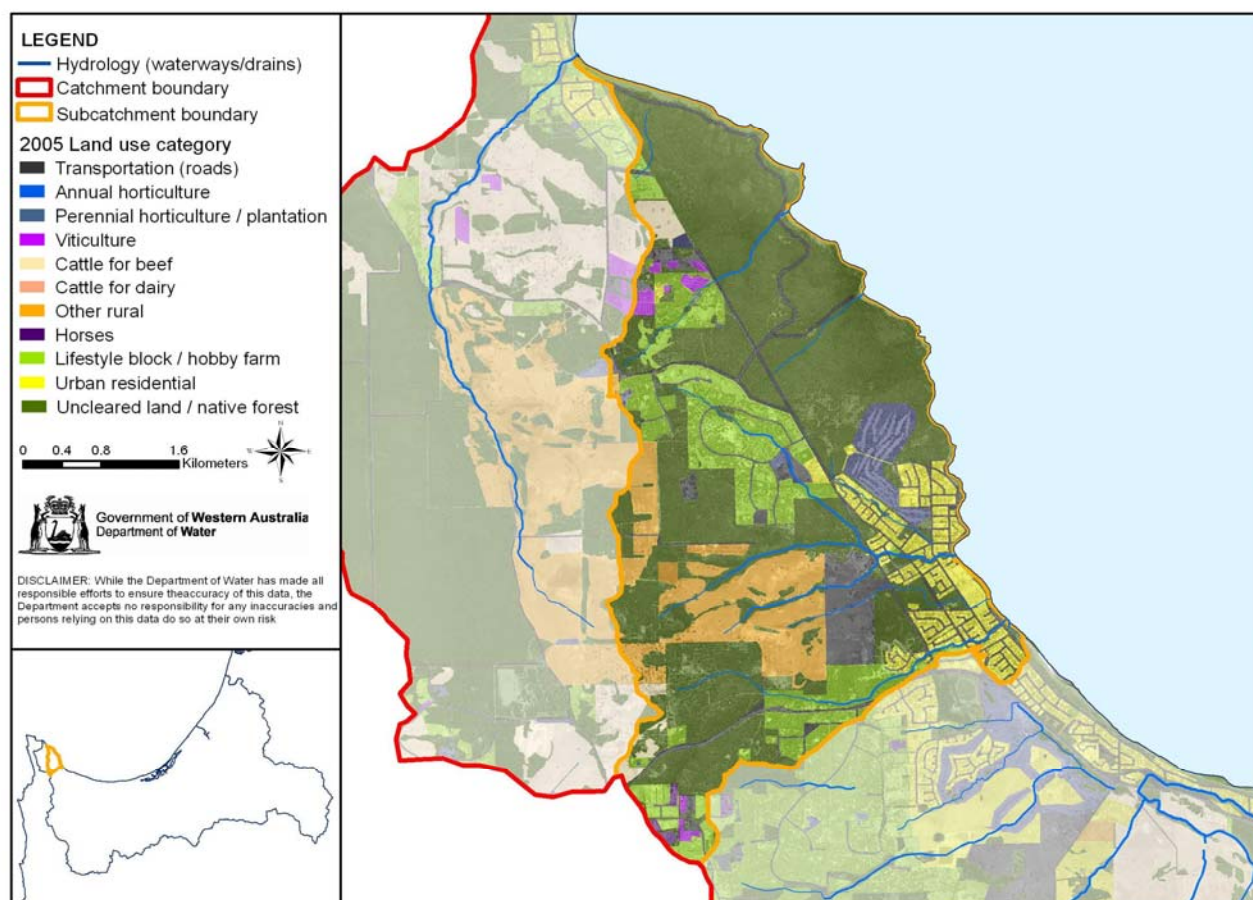 LEGEND
Hydrology (waterways/drains)
Catchment boundary
Subcatchment boundary
2005 Land use category
Transportation (roads)
Annual horticulture
Perennial horticulture / plantation
Viticulture
Cattle for beef
Cattle for dairy
Other rural
Horses
Lifestyle block / hobby farm
Urban residential
Uncleared land / native forest
0 0.4 0.8 1.6
Kilometers
N
W E
S
Government of Western Australia
Department of Water
DISCLAIMER: While the Department of Water has made all
responsible efforts to ensure theaccuracy of this data, the
Department accepts no responsibility for any inaccuracies and
persons relying on this data do so at their own risk